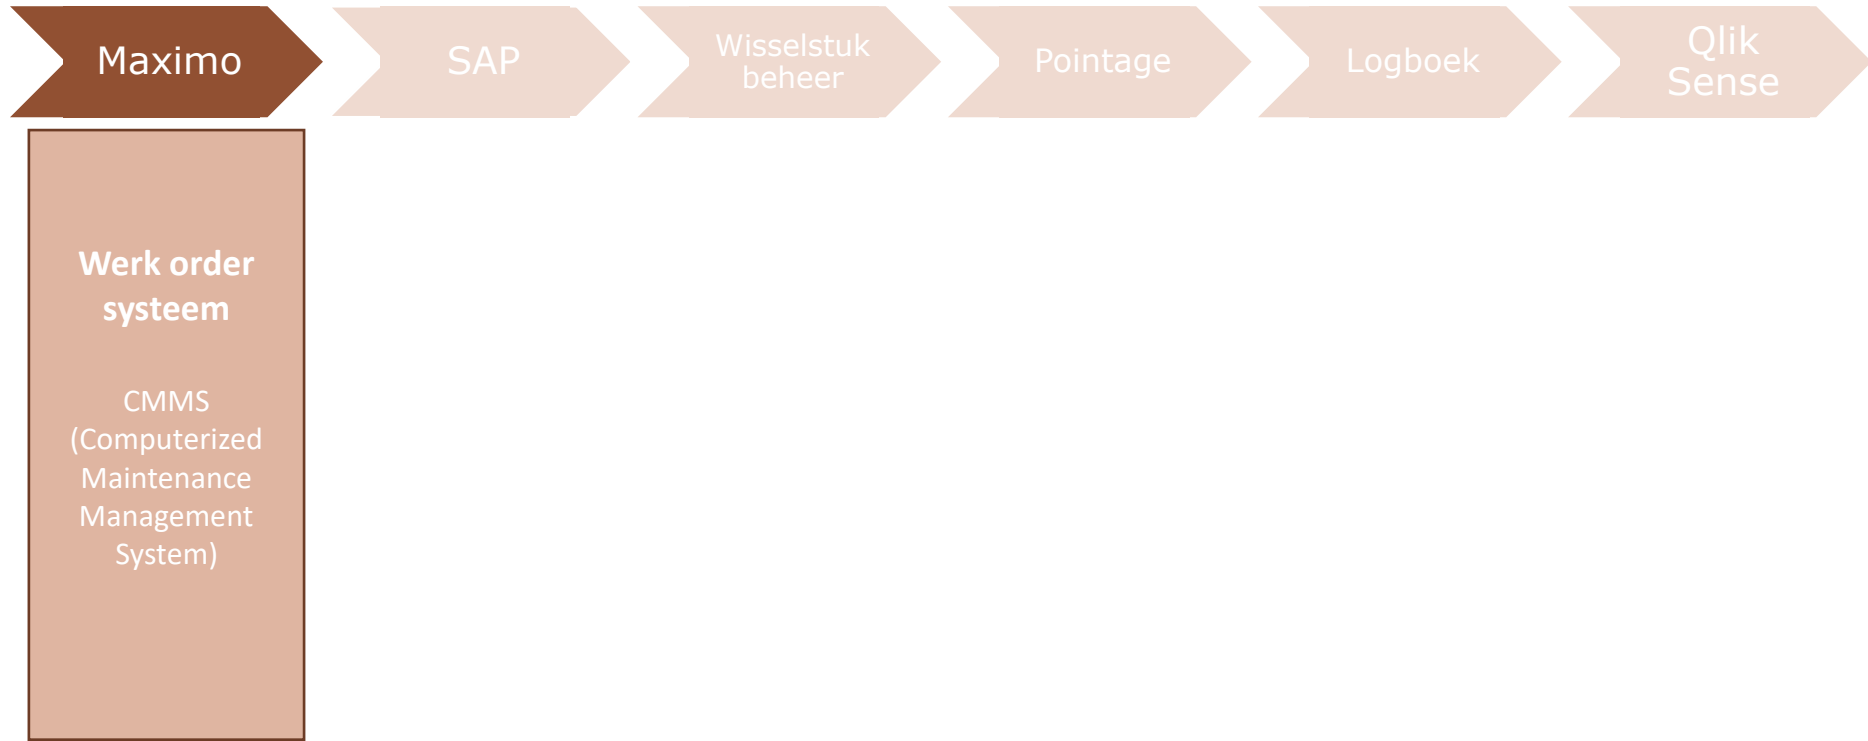 Maximo
SAP
Wisselstuk
beheer
Pointage
Logboek
Qlik
Sense
Werk order
systeem
CMMS
(Computerized
Maintenance
Management
System)